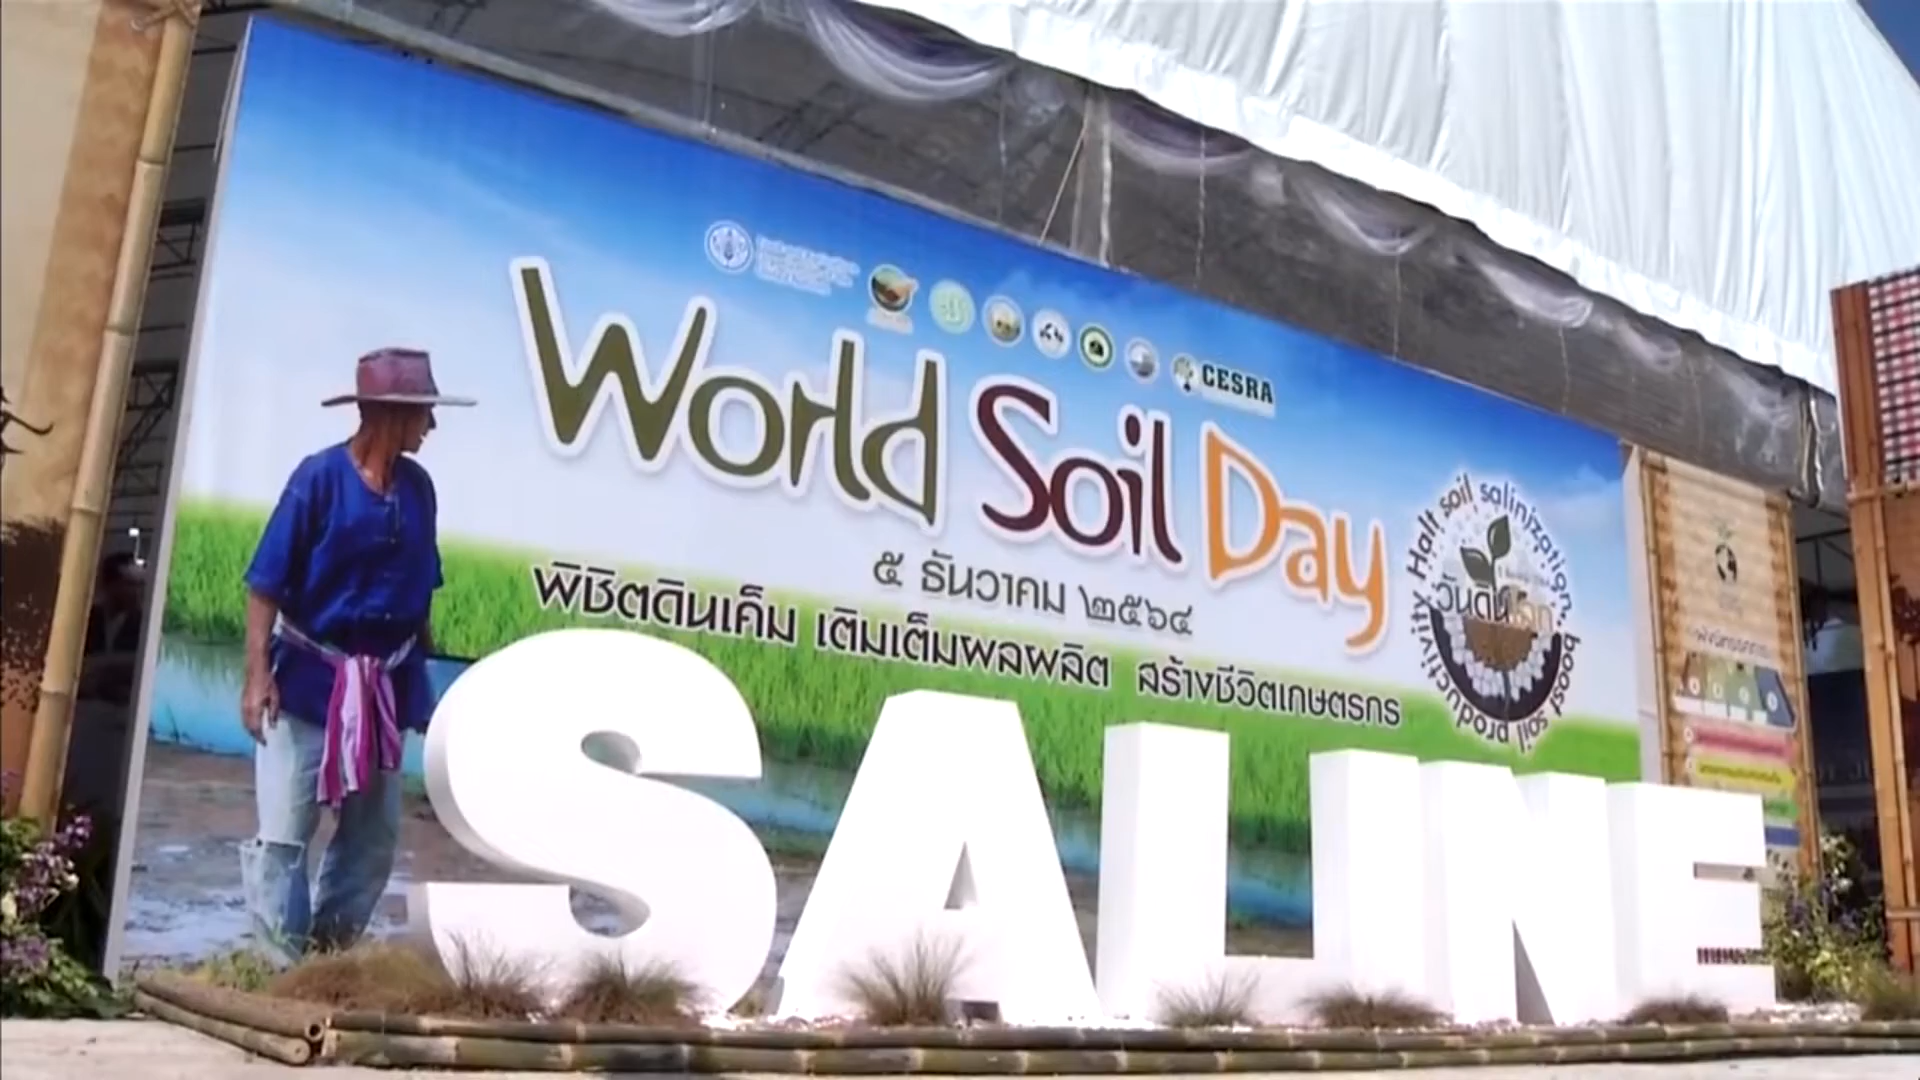 CESRA
World Soil Day
๕ ธันวาคม ๒๕๖๔
พิชิตดินเค็ม เติมเต็มผลผลิต สร้างชีวิตเกษตรกร
Halt soil salinization, boost soil productivity
วันดินโลก
SALINE